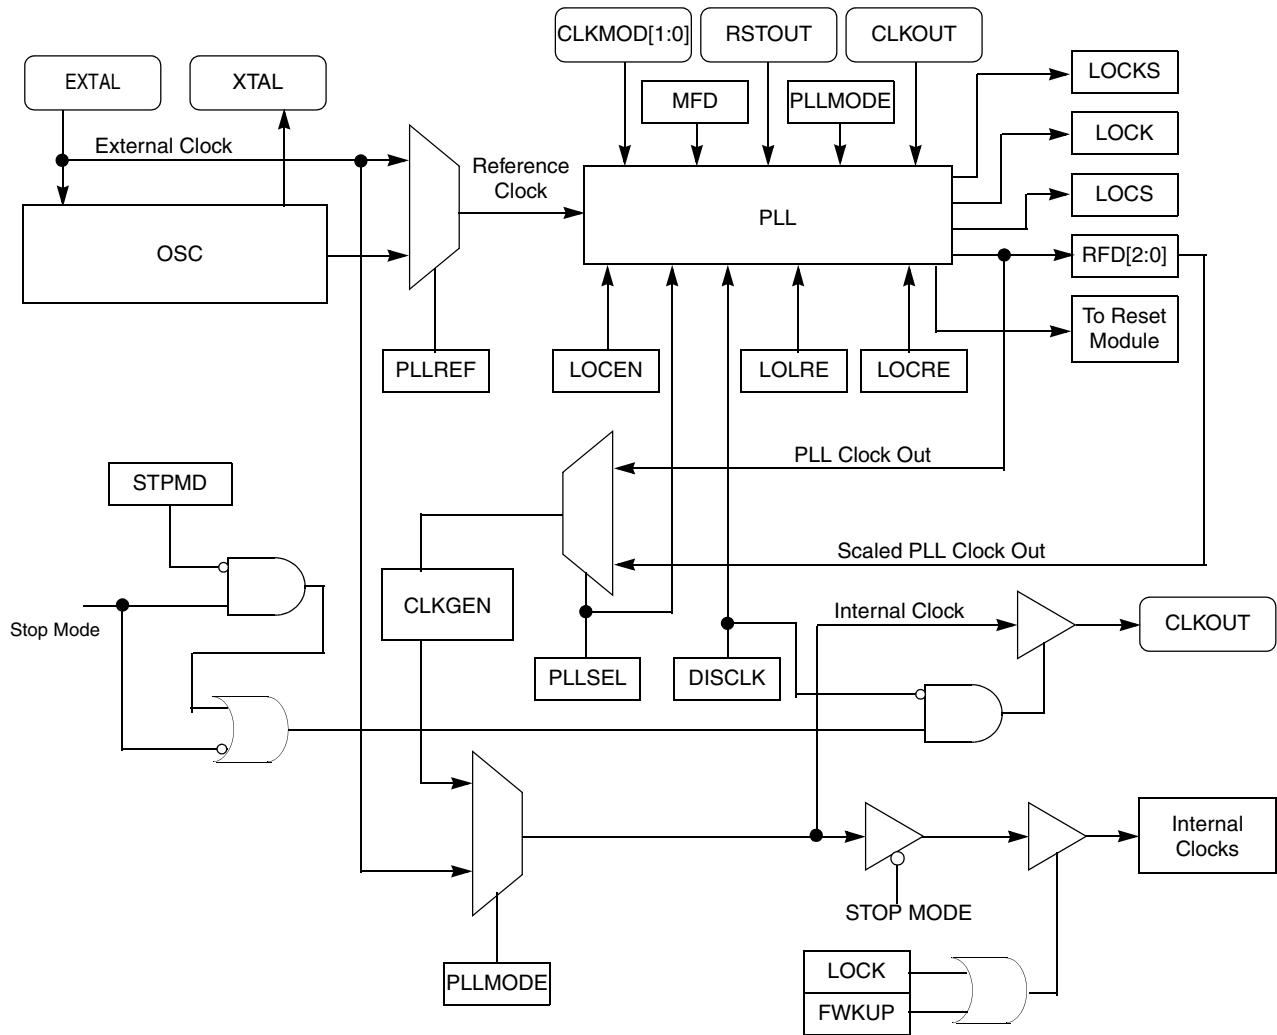 CLKMOD[1:0]
RSTOUT
CLKOUT
EXTAL
XTAL
MFD
PLLMODE
LOCKS
LOCK
LOCS
RFD[2:0]
To Reset
Module
External Clock
Reference
Clock
OSC
PLL
PLLREF
LOCEN
LOLRE
LOCRE
PLL Clock Out
STPMD
Scaled PLL Clock Out
CLKGEN
Stop Mode
Internal Clock
CLKOUT
PLLSEL
DISCLK
Internal
Clocks
STOP MODE
PLLMODE
LOCK
FWKUP